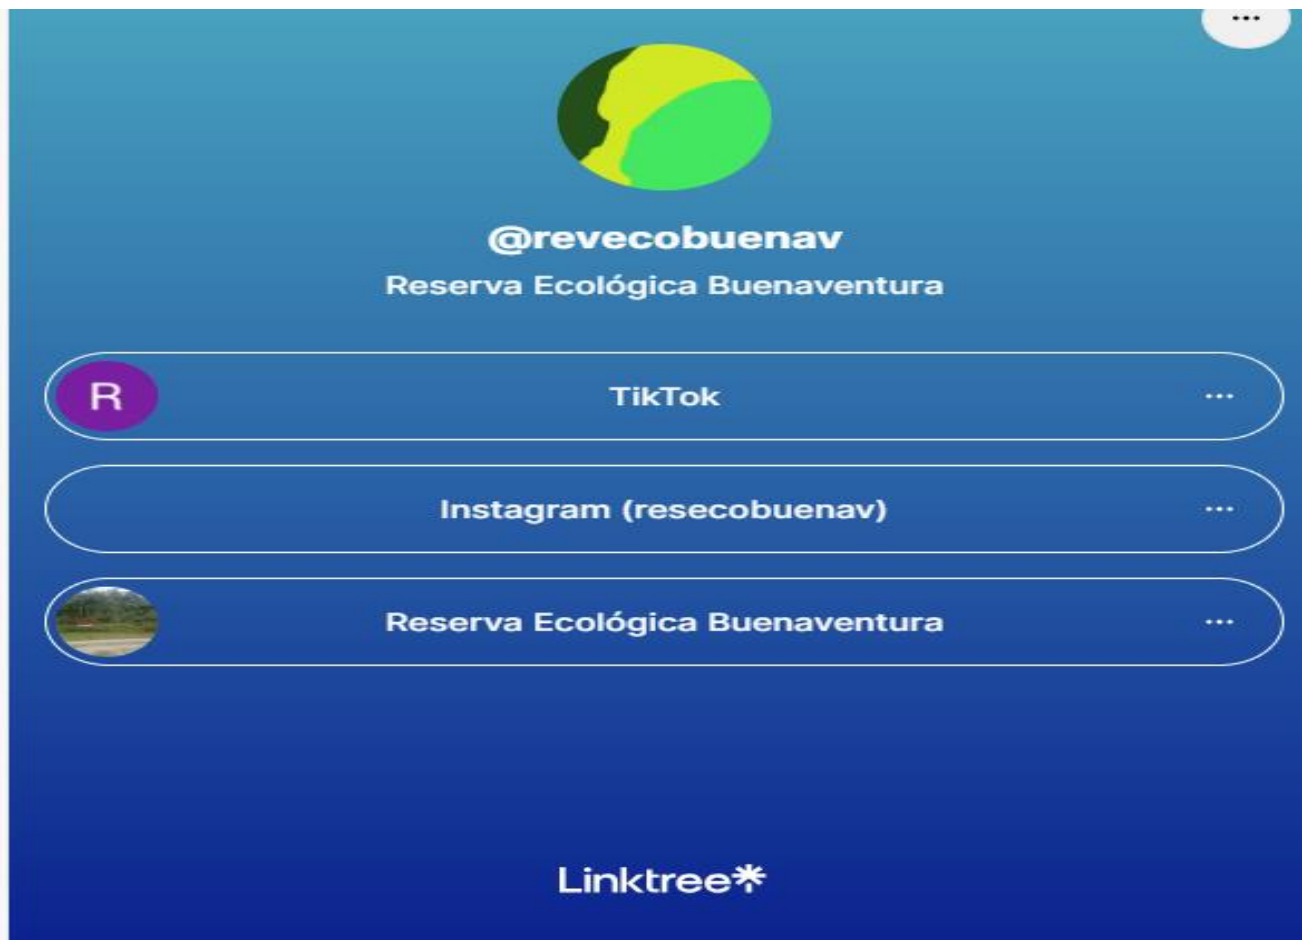 @revecobuenav
Reserva Ecológica Buenaventura
R
TikTok
Instagram (resecobuenav)
Reserva Ecológica Buenaventura
Linktree